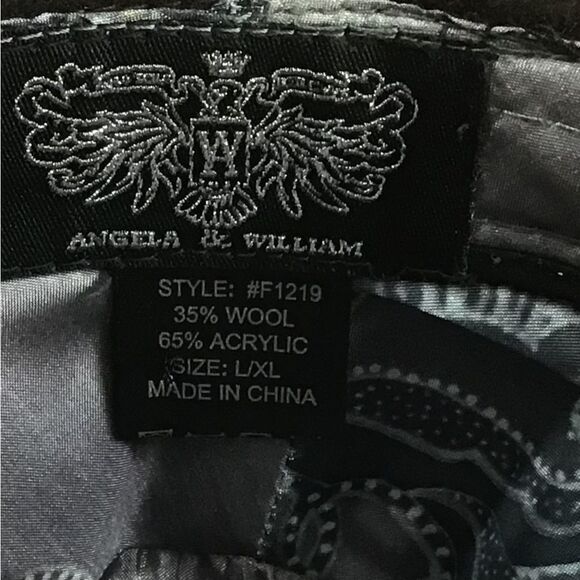 ANGELA & WILLIAM
STYLE: #F1219
35% WOOL
65% ACRYLIC
SIZE: L/XL
MADE IN CHINA